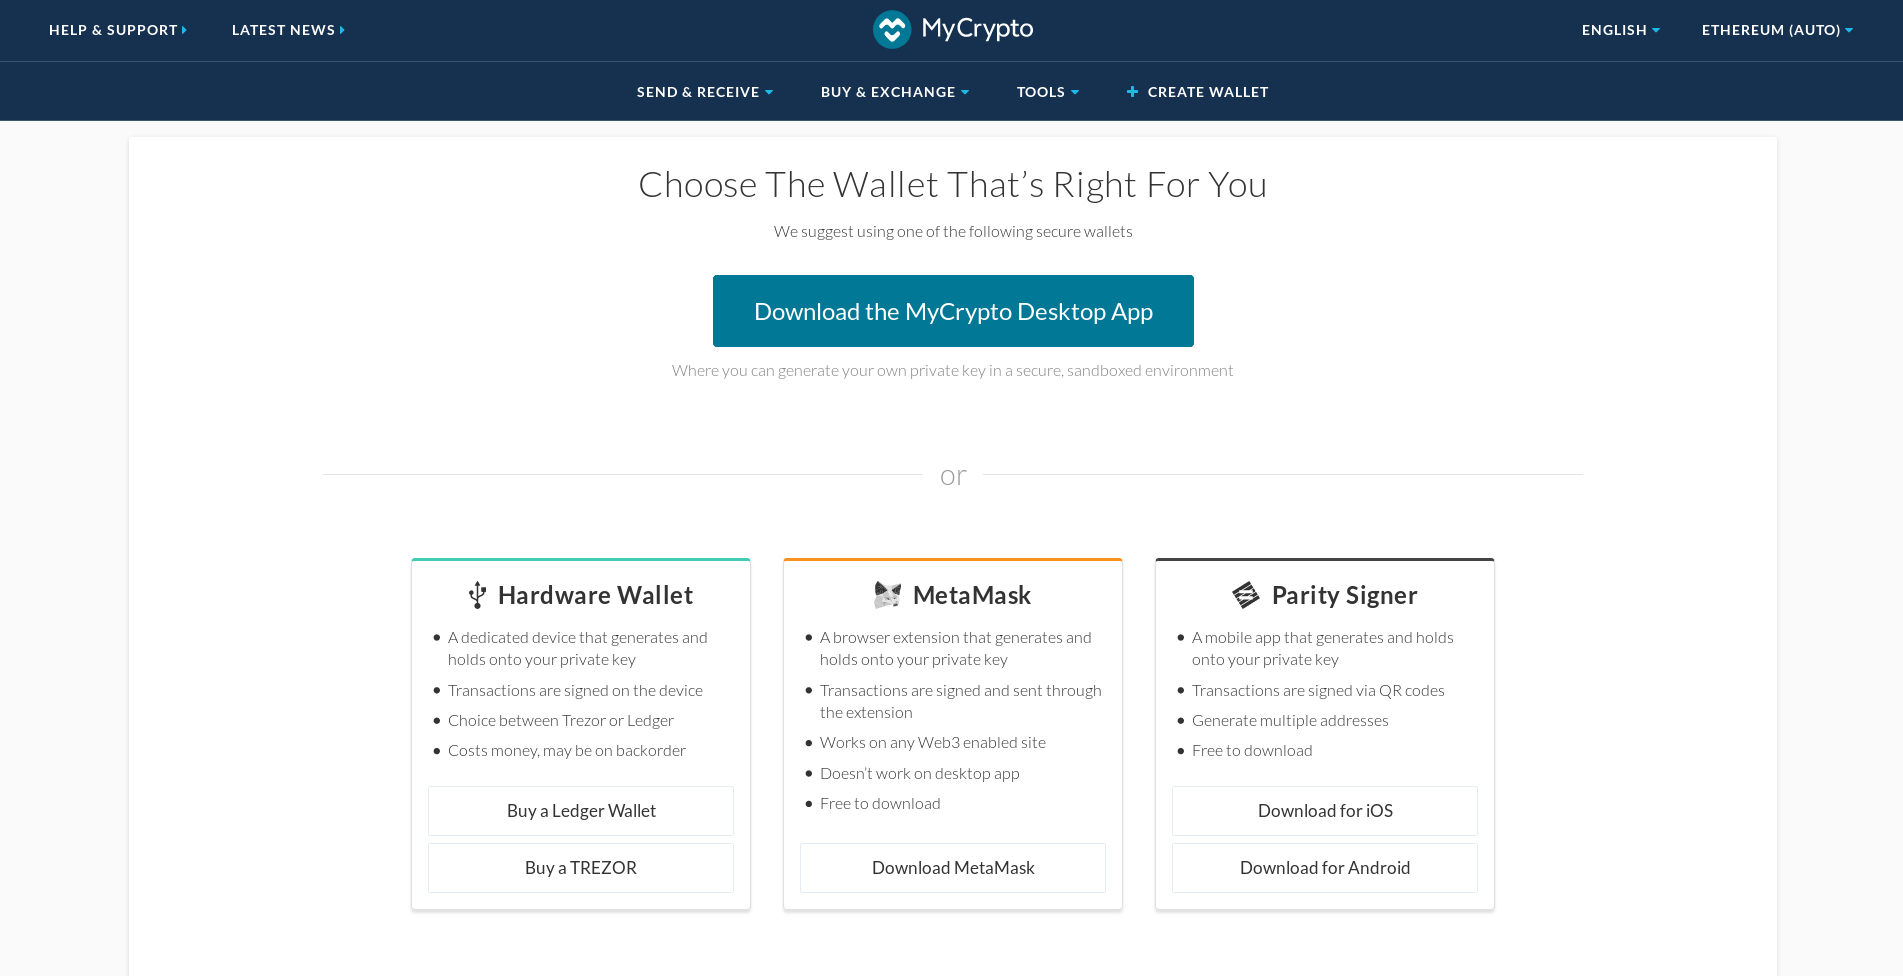 HELP & SUPPORT
LATEST NEWS
MyCrypto
ENGLISH
ETHEREUM (AUTO)
SEND & RECEIVE
BUY & EXCHANGE
TOOLS
CREATE WALLET
Choose The Wallet That’s Right For You
We suggest using one of the following secure wallets
Download the MyCrypto Desktop App
Where you can generate your own private key in a secure, sandboxed environment
or
Hardware Wallet
A dedicated device that generates and
holds onto your private key
Transactions are signed on the device
Choice between Trezor or Ledger
Costs money, may be on backorder
Buy a Ledger Wallet
Buy a TREZOR
MetaMask
A browser extension that generates and
holds onto your private key
Transactions are signed and sent through
the extension
Works on any Web3 enabled site
Doesn’t work on desktop app
Free to download
Download MetaMask
Parity Signer
A mobile app that generates and holds
onto your private key
Transactions are signed via QR codes
Generate multiple addresses
Free to download
Download for iOS
Download for Android